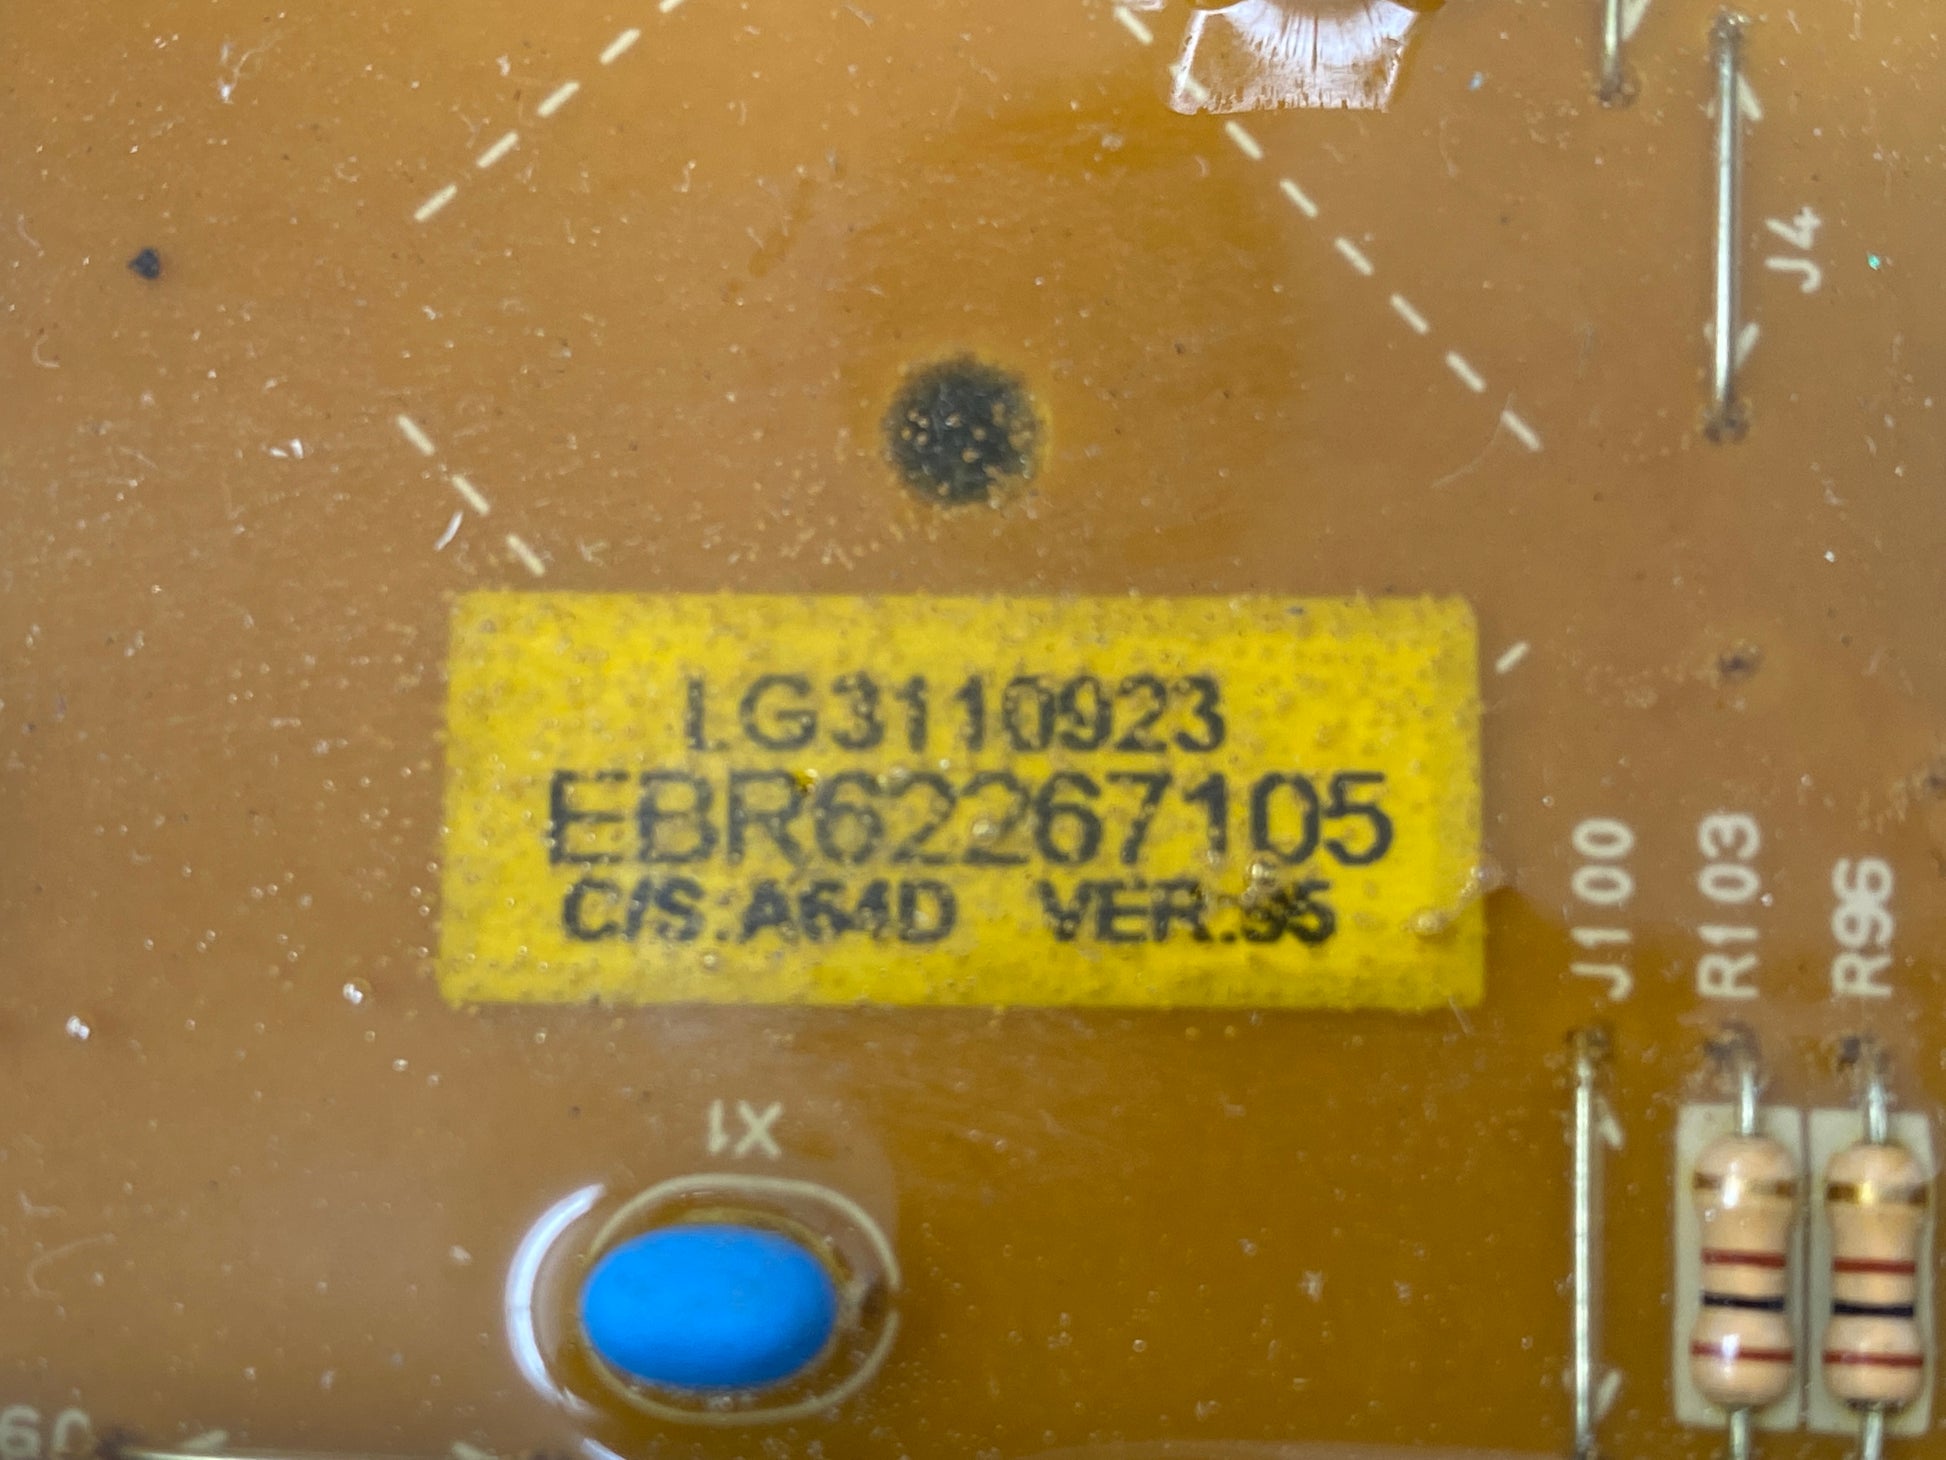 J4
LG3110923
EBR62267105
C/S:A64D VER:95
J100
R103
R96
X1